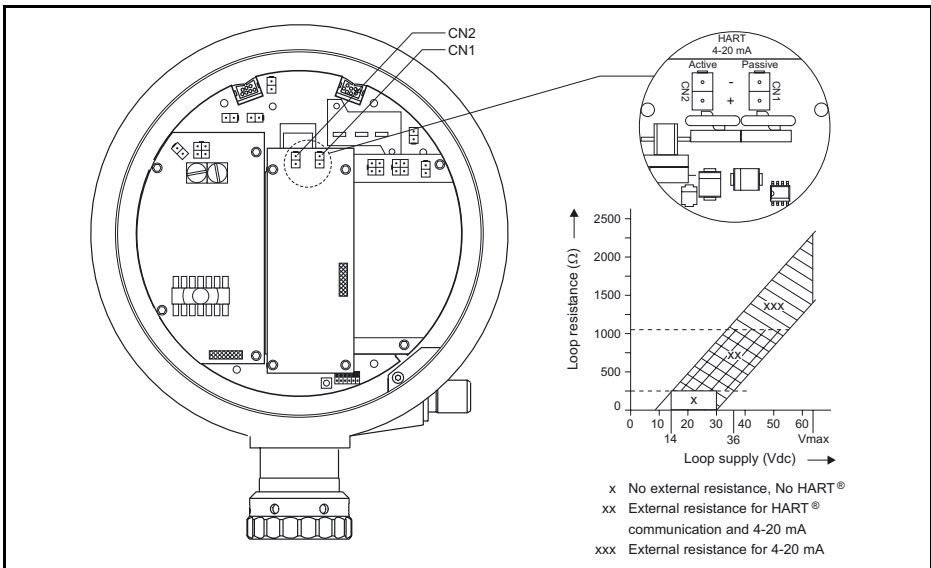 CN2
CN1
HART
4-20 mA
Active Passive
CN2 - CN1
+
Loop resistance (Ω)
2500
2000
1500
1000
500
0
xxx
xx
x
0 10 20 30 40 50 60
14 36 Vmax
Loop supply (Vdc)
x No external resistance, No HART®
xx External resistance for HART®
communication and 4-20 mA
xxx External resistance for 4-20 mA